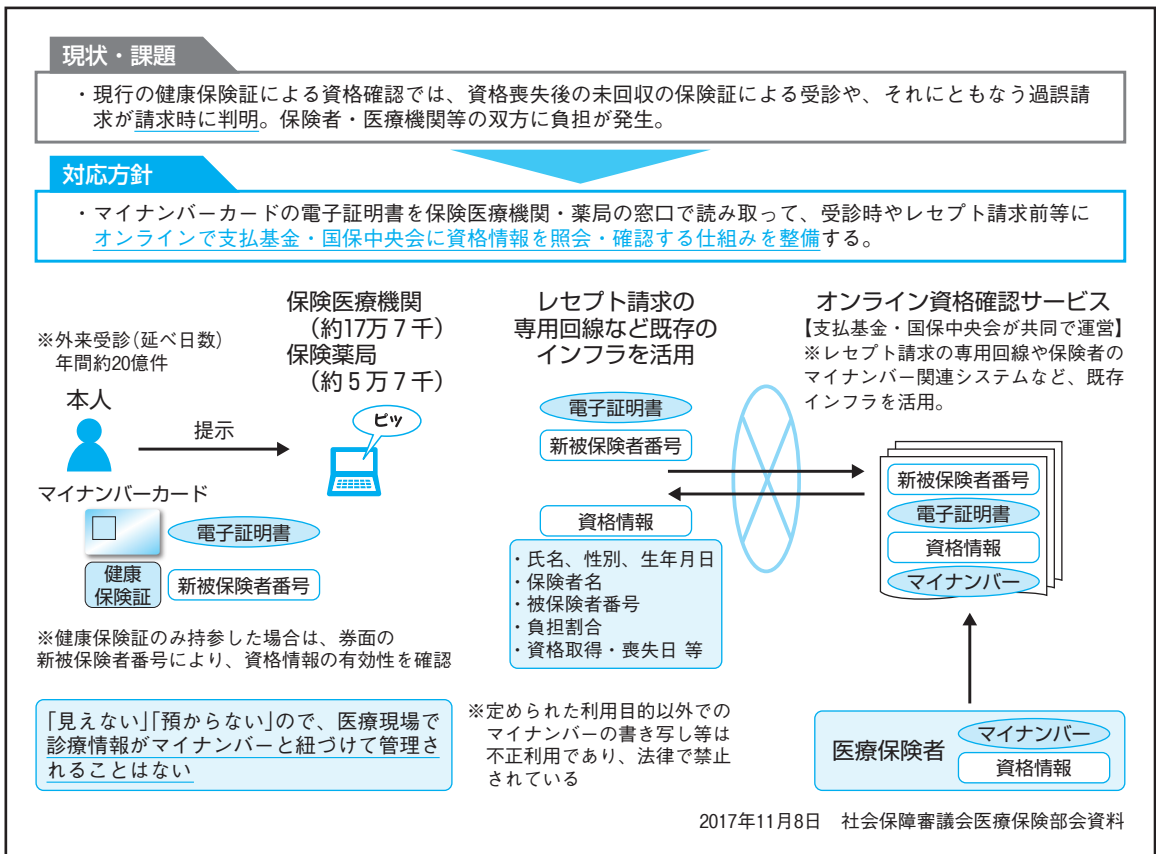 現状・課題
・現行の健康保険証による資格確認では、資格喪失後の未回収の保険証による受診や、それにともなう過誤請
求が請求時に判明。保険者・医療機関等の双方に負担が発生。
対応方針
・マイナンバーカードの電子証明書を保険医療機関・薬局の窓口で読み取って、受診時やレセプト請求前等に
オンラインで支払基金・国保中央会に資格情報を照会・確認する仕組みを整備する。
※外来受診(延べ日数)
年間約20億件
本人
提示
保険医療機関
(約17万7千)
保険薬局
(約5万7千)
ピッ
マイナンバーカード
電子証明書
健康
保険証
新被保険者番号
※健康保険証のみ持参した場合は、券面の
新被保険者番号により、資格情報の有効性を確認
「見えない」「預からない」ので、医療現場で
診療情報がマイナンバーと紐づけて管理さ
れることはない
レセプト請求の
専用回線など既存の
インフラを活用
電子証明書
新被保険者番号
資格情報
・氏名、性別、生年月日
・保険者名
・被保険者番号
・負担割合
・資格取得・喪失日 等
※定められた利用目的以外での
マイナンバーの書き写し等は
不正利用であり、法律で禁止
されている
オンライン資格確認サービス
【支払基金・国保中央会が共同で運営】
※レセプト請求の専用回線や保険者の
マイナンバー関連システムなど、既存
インフラを活用。
新被保険者番号
電子証明書
資格情報
マイナンバー
医療保険者
マイナンバー
資格情報
2017年11月8日 社会保障審議会医療保険部会資料